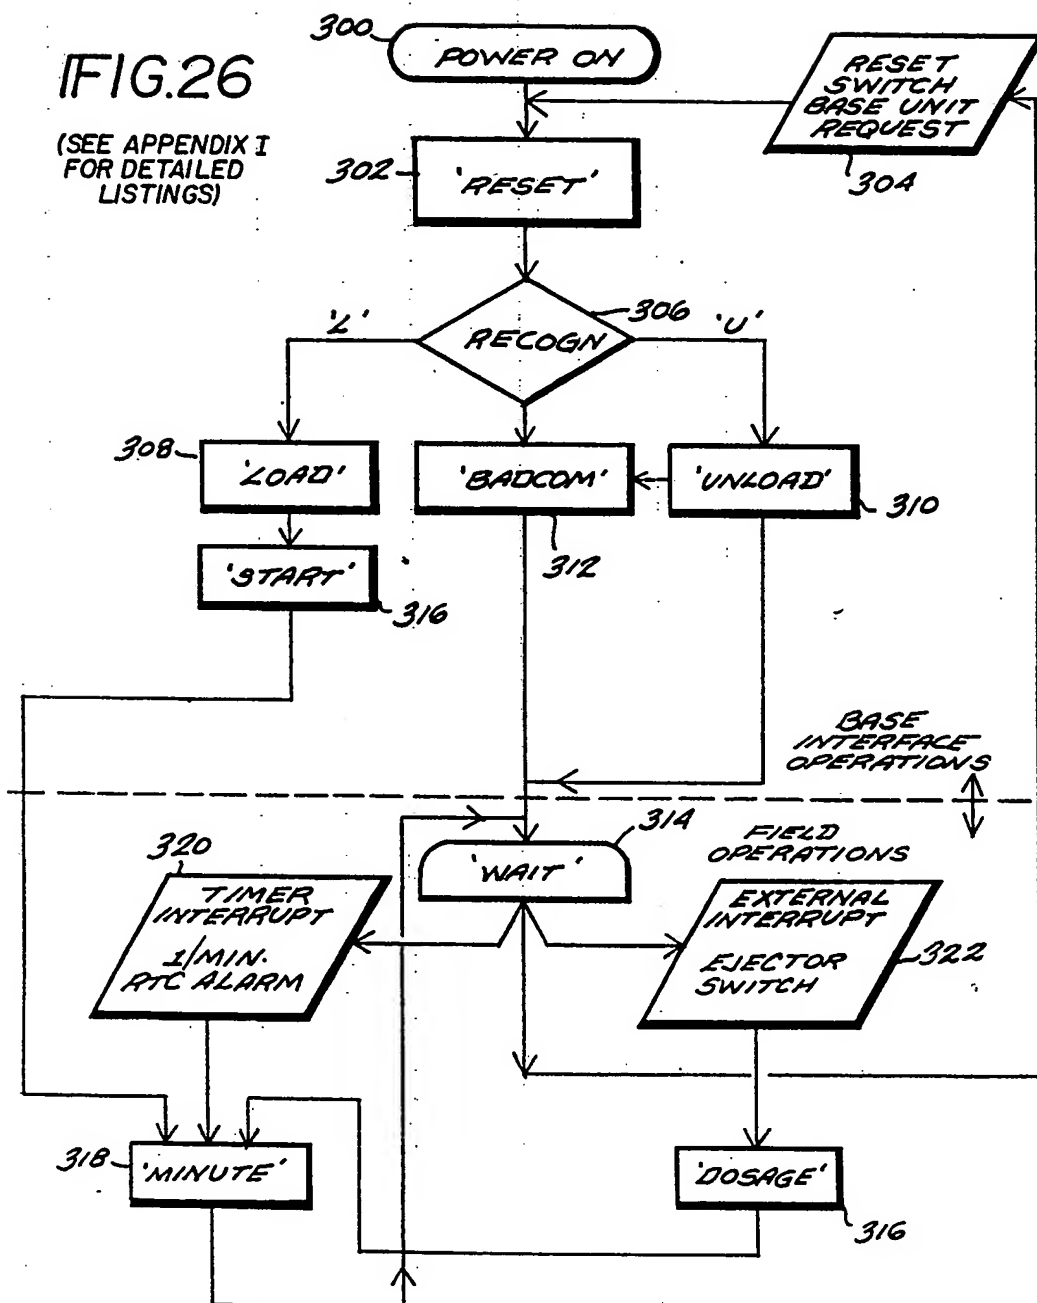 FIG.26
(SEE APPENDIX I
FOR DETAILED
LISTINGS)
300
POWER ON
RESET
SWITCH
BASE UNIT
REQUEST
304
302
'RESET'
306
RECOGN
'L'
'U'
308
'LOAD'
'BADCOM'
'UNLOAD'
310
312
'START'
316
BASE
INTERFACE
OPERATIONS
314
'WAIT'
FIELD
OPERATIONS
320
TIMER
INTERRUPT
1/MIN.
RTC ALARM
EXTERNAL
INTERRUPT
EJECTOR
SWITCH
322
318
'MINUTE'
'DOSAGE'
316